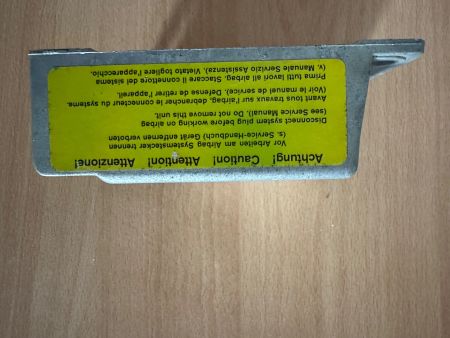 Achtung! Caution! Attention! Attenzione!
Vor Arbeiten am Airbag Systemstecker trennen
(s. Service-Handbuch) Gerät entfernen verboten
Disconnect system plug before working on airbag
(see Service Manual). Do not remove this unit.
Avant tous travaux sur l'airbag, débrancher le connecteur du système.
(Voir le manuel de service). Défense de retirer l'appareil.
Prima tutti lavori all airbag. Staccare il connettore del sistema
(v. Manuale Servizio Assistenza). Vietato togliere l'apparecchio.